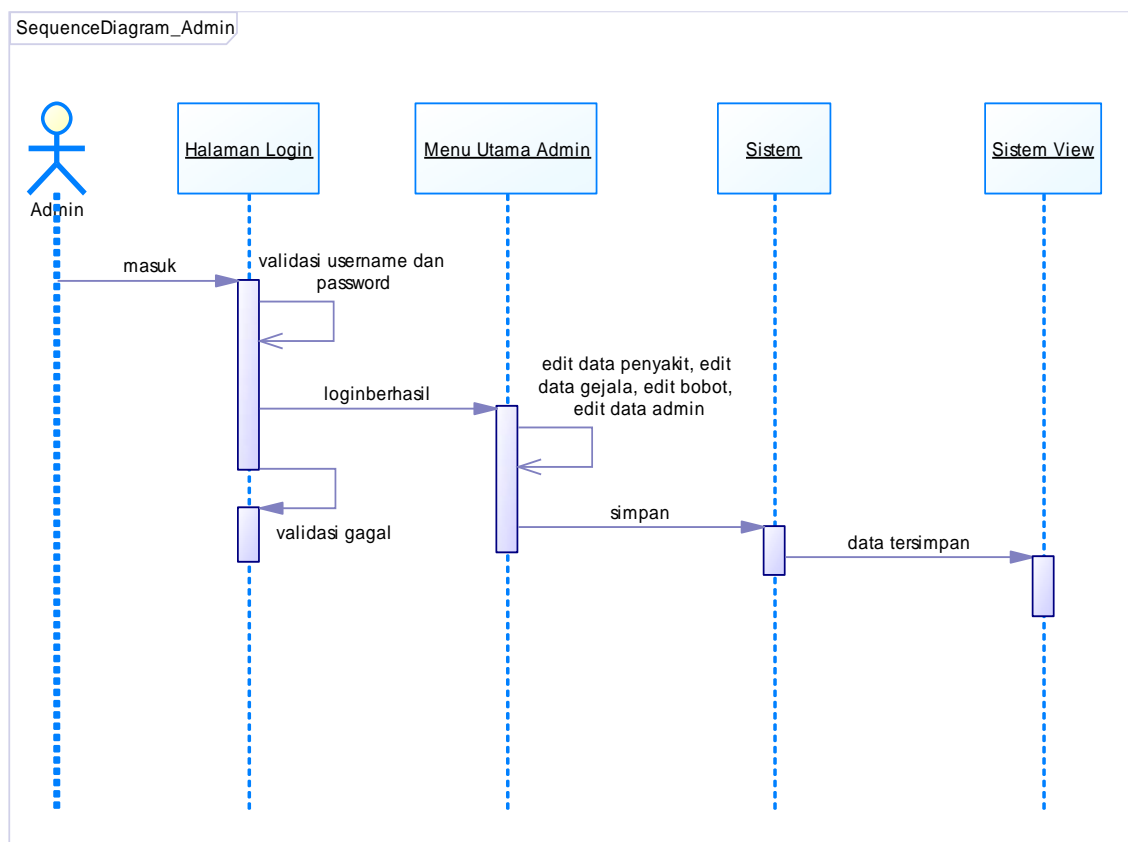 SequenceDiagram_Admin
Halaman Login
Menu Utama Admin
Sistem
Sistem View
Admin
masuk
validasi username dan
password
edit data penyakit, edit
data gejala, edit bobot,
edit data admin
loginberhasil
simpan
validasi gagal
data tersimpan